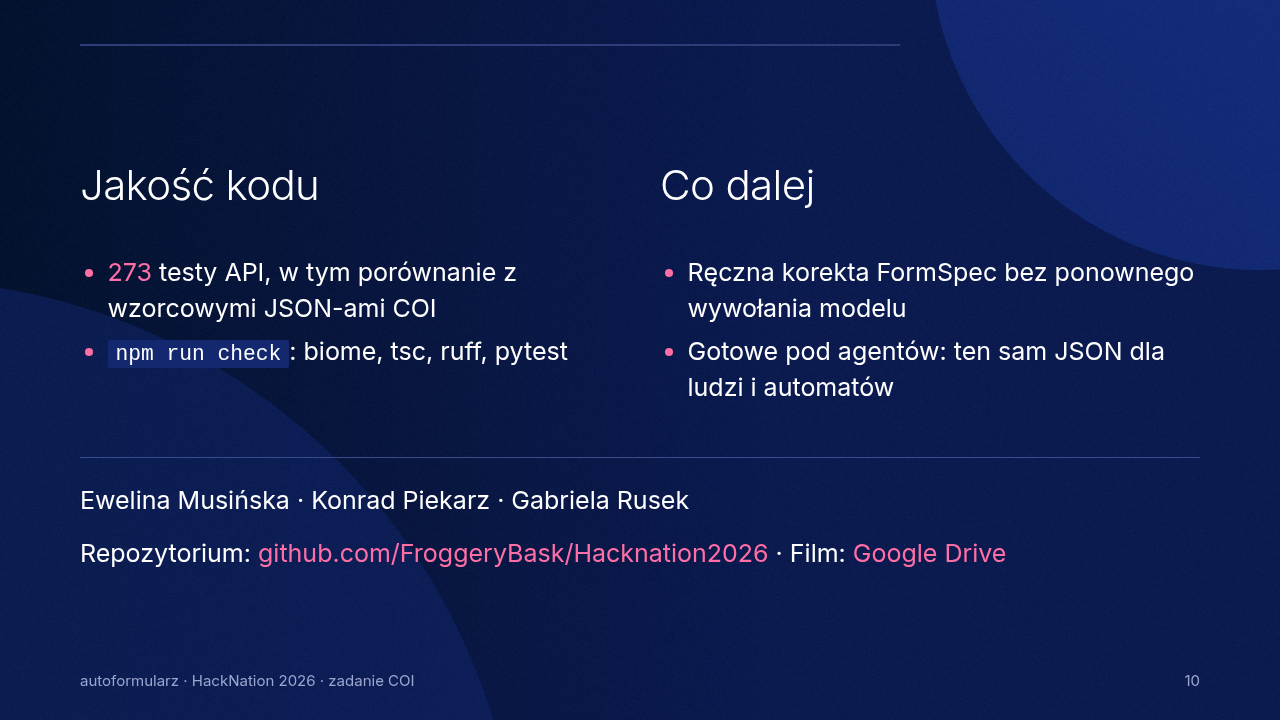 Jakość kodu
273 testy API, w tym porównanie z
wzorcowymi JSON-ami COI
npm run check: biome, tsc, ruff, pytest
Co dalej
Ręczna korekta FormSpec bez ponownego
wywołania modelu
Gotowe pod agentów: ten sam JSON dla
ludzi i automatów
Ewelina Musińska · Konrad Piekarz · Gabriela Rusek
Repozytorium: github.com/FroggeryBask/Hacknation2026 · Film: Google Drive
autoformularz · HackNation 2026 · zadanie COI
10